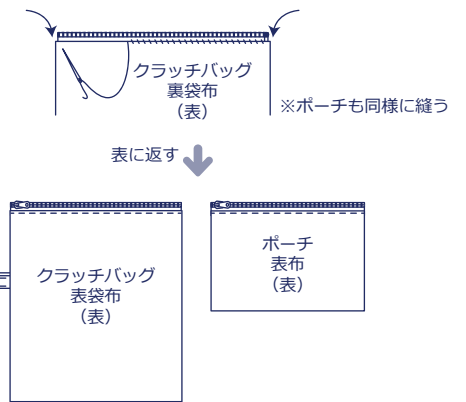 クラッチバッグ
裏袋布
（表）
※ポーチも同様に縫う
表に返す
クラッチバッグ
表袋布
（表）
ポーチ
表布
（表）